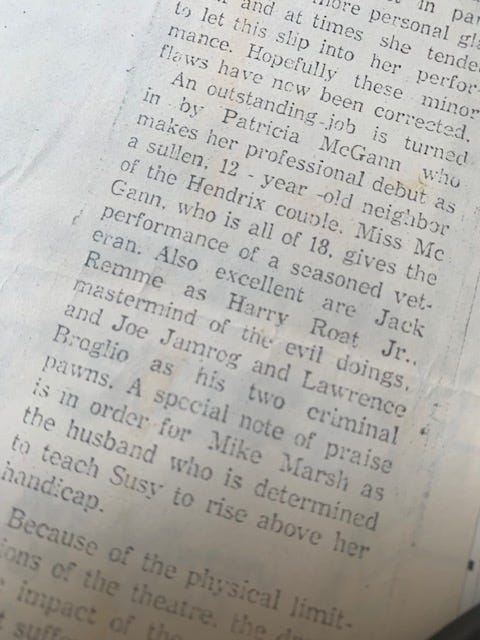 in par
more personal gla
and at times she tende
to let this slip into her perfor-
mance. Hopefully these minor
flaws have now been corrected.
An outstanding job is turned
in by Patricia McGann who
makes her professional debut as
a sullen, 12 - year -old neighbor
of the Hendrix couple. Miss Mc
Gann, who is all of 18, gives the
performance of a seasoned vet-
eran. Also excellent are Jack
Remme as Harry Roat Jr.,
mastermind of the evil doings,
and Joe Jamrog and Lawrence
Broglio as his two criminal
pawns. A special note of praise
is in order for Mike Marsh as
the husband who is determined
to teach Susy to rise above her
handicap.
Because of the physical limit-
ions of the theatre, the dr
impact of the
t suffe